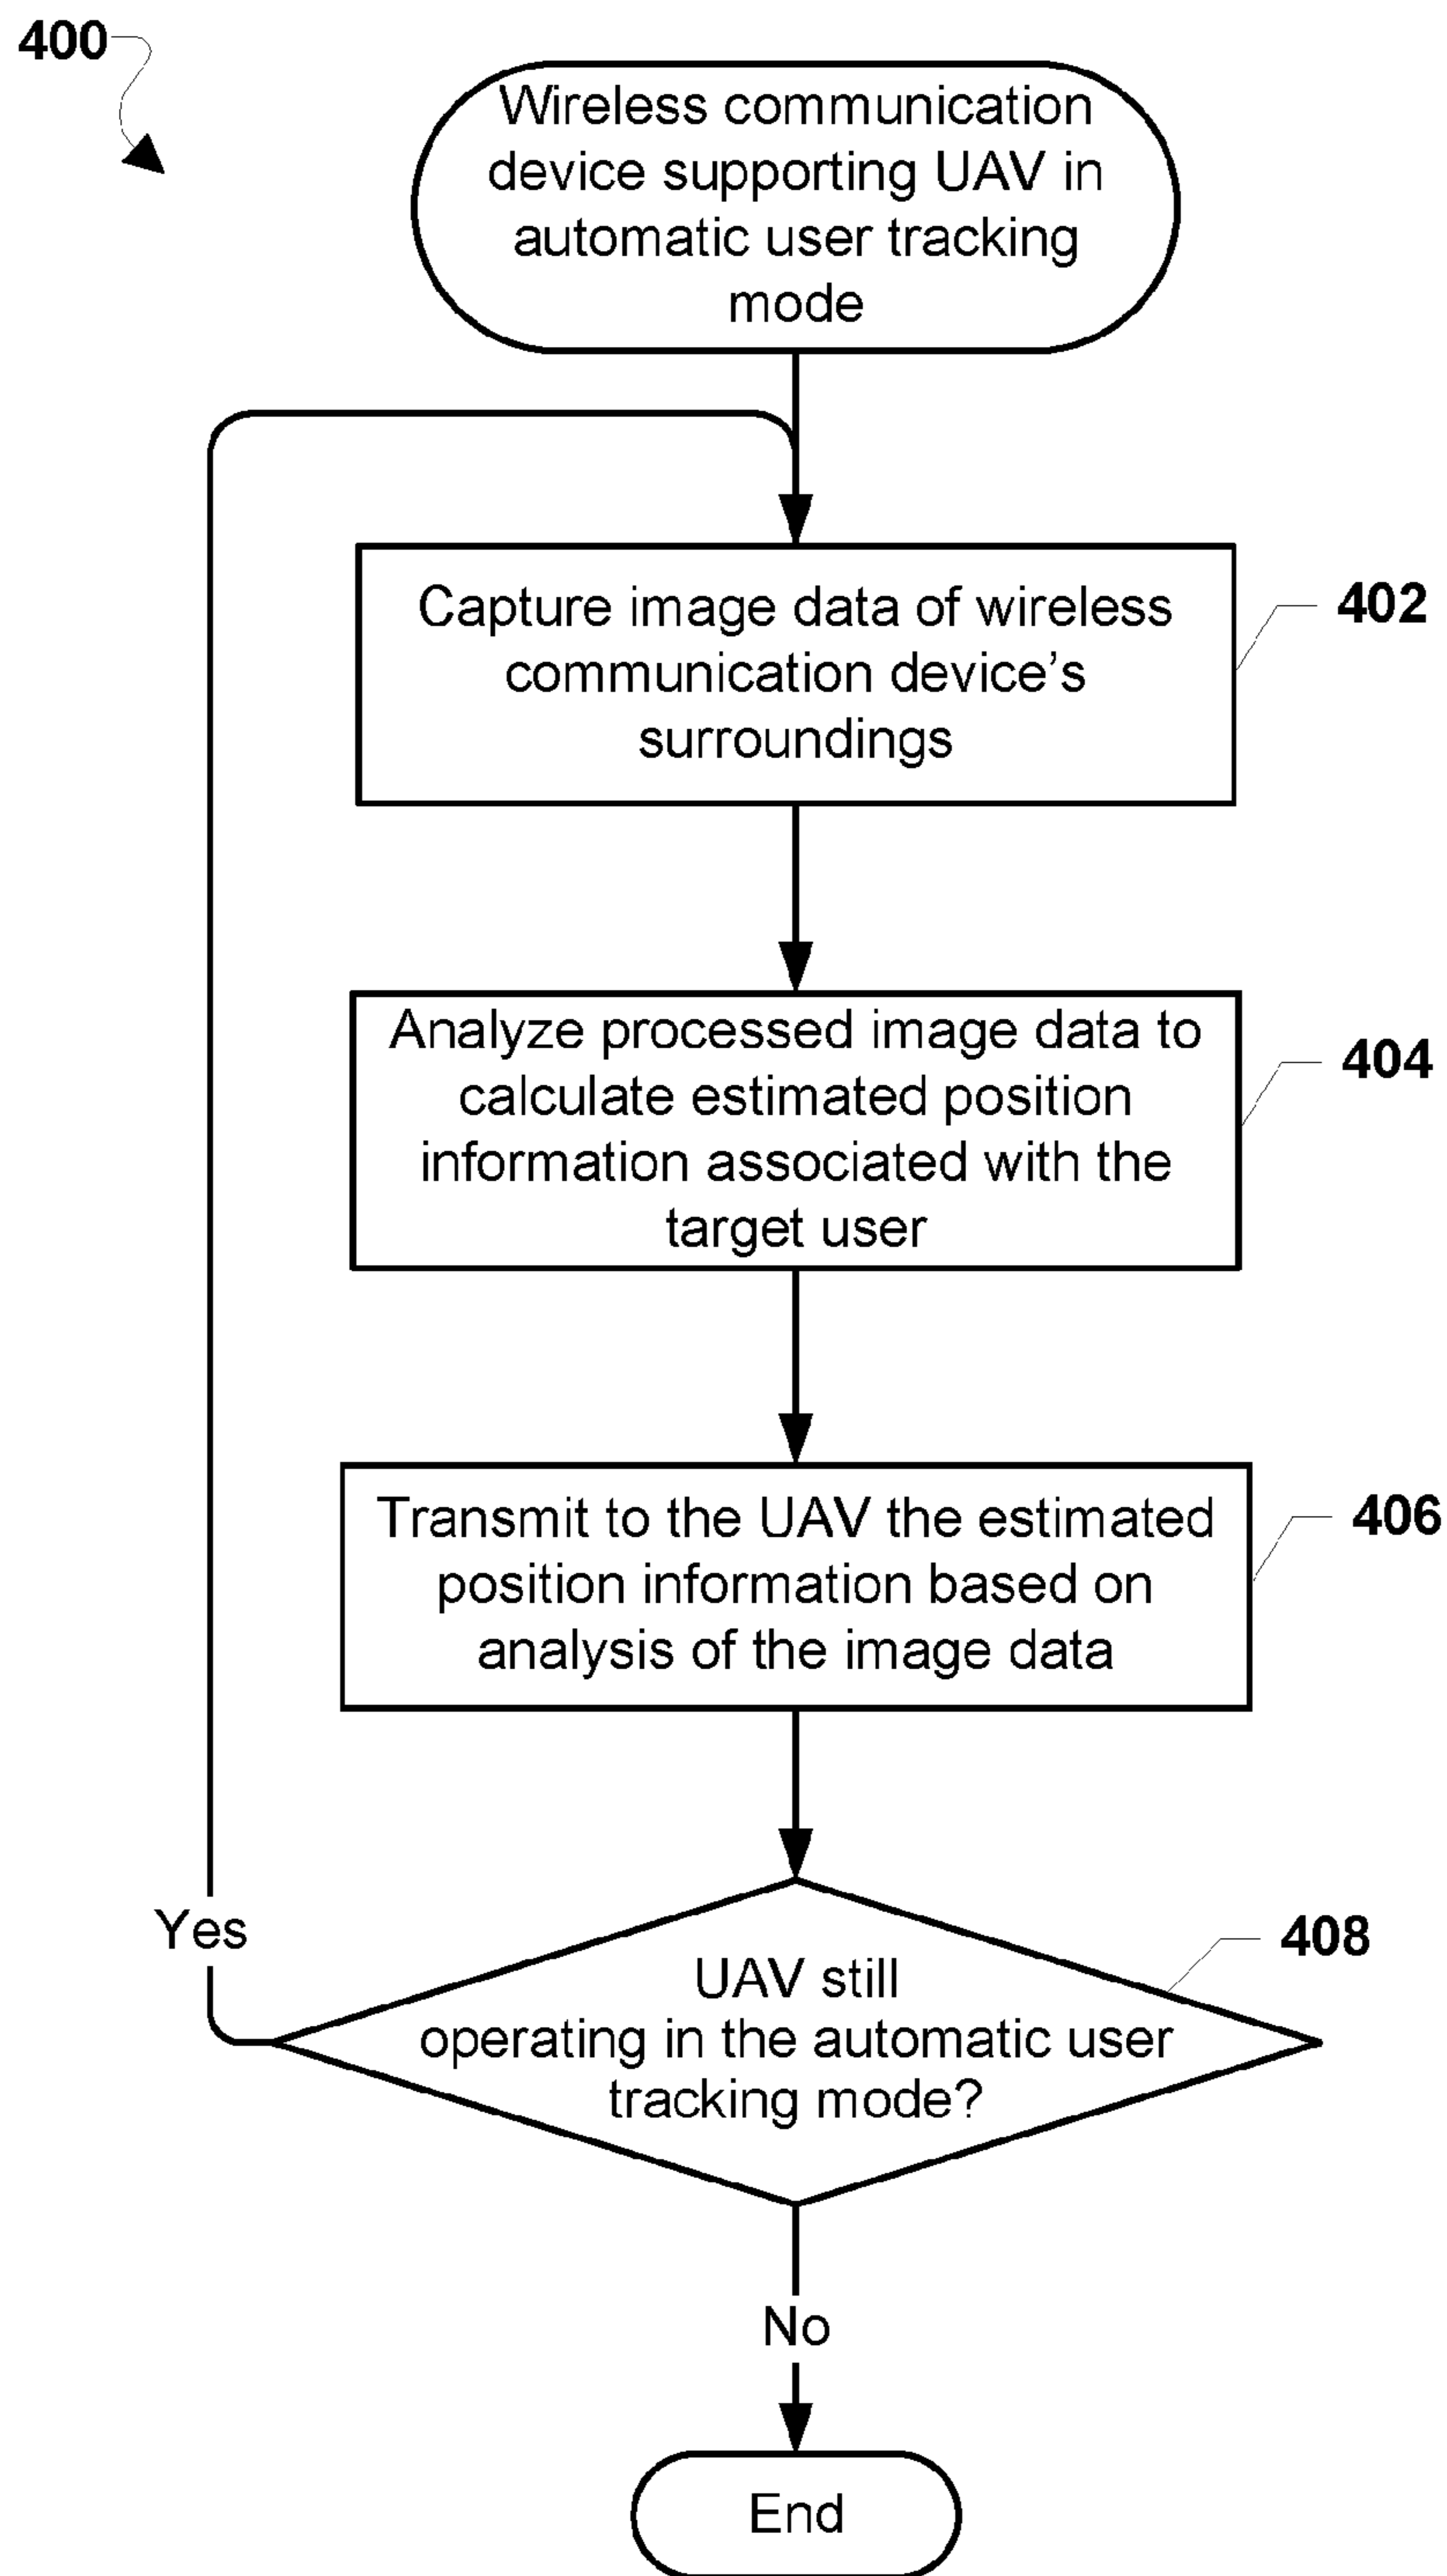 400
Wireless communication
device supporting UAV in
automatic user tracking
mode
Capture image data of wireless
communication device’s
surroundings
402
Analyze processed image data to
calculate estimated position
information associated with the
target user
404
Transmit to the UAV the estimated
position information based on
analysis of the image data
406
Yes
UAV still
operating in the automatic user
tracking mode?
408
No
End